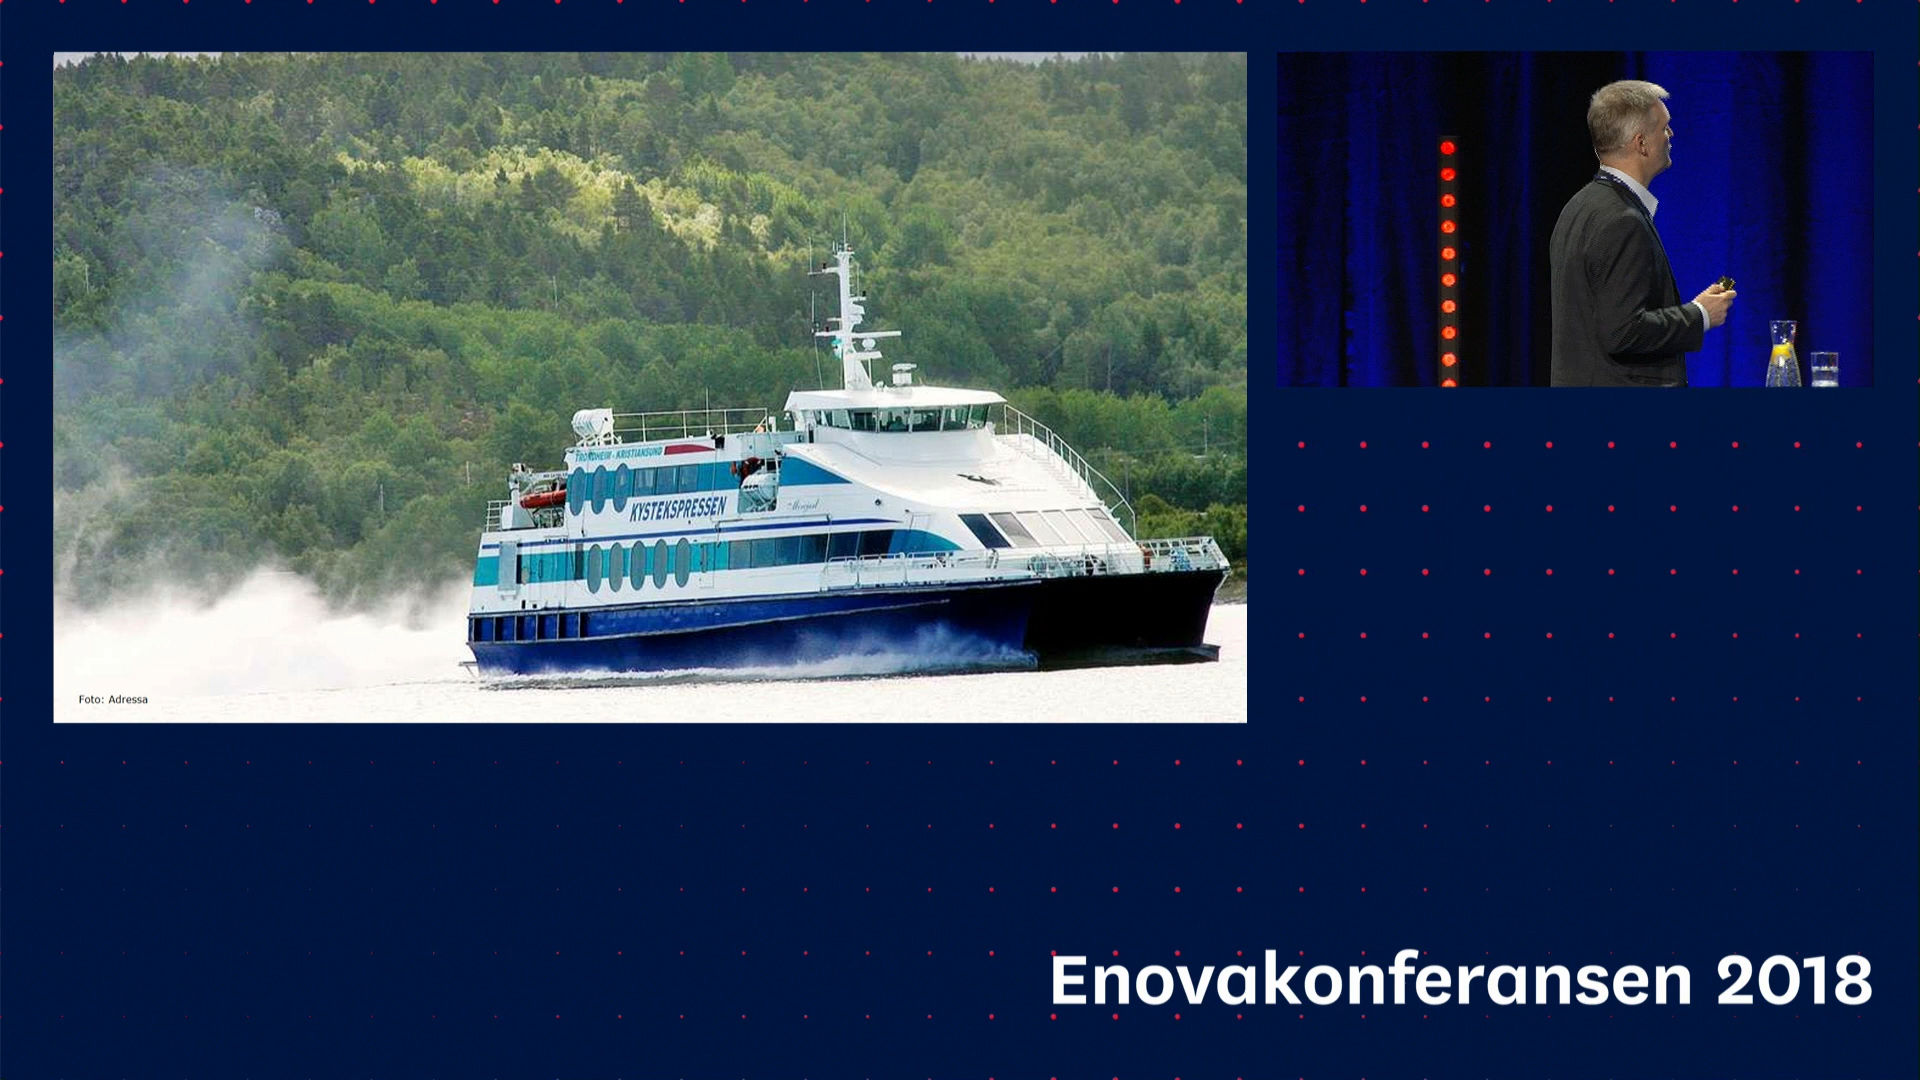 TRONDHEIM - KRISTIANSUND
KYSTEKSPRESSEN
Foto: Adressa
Enovakonferansen 2018